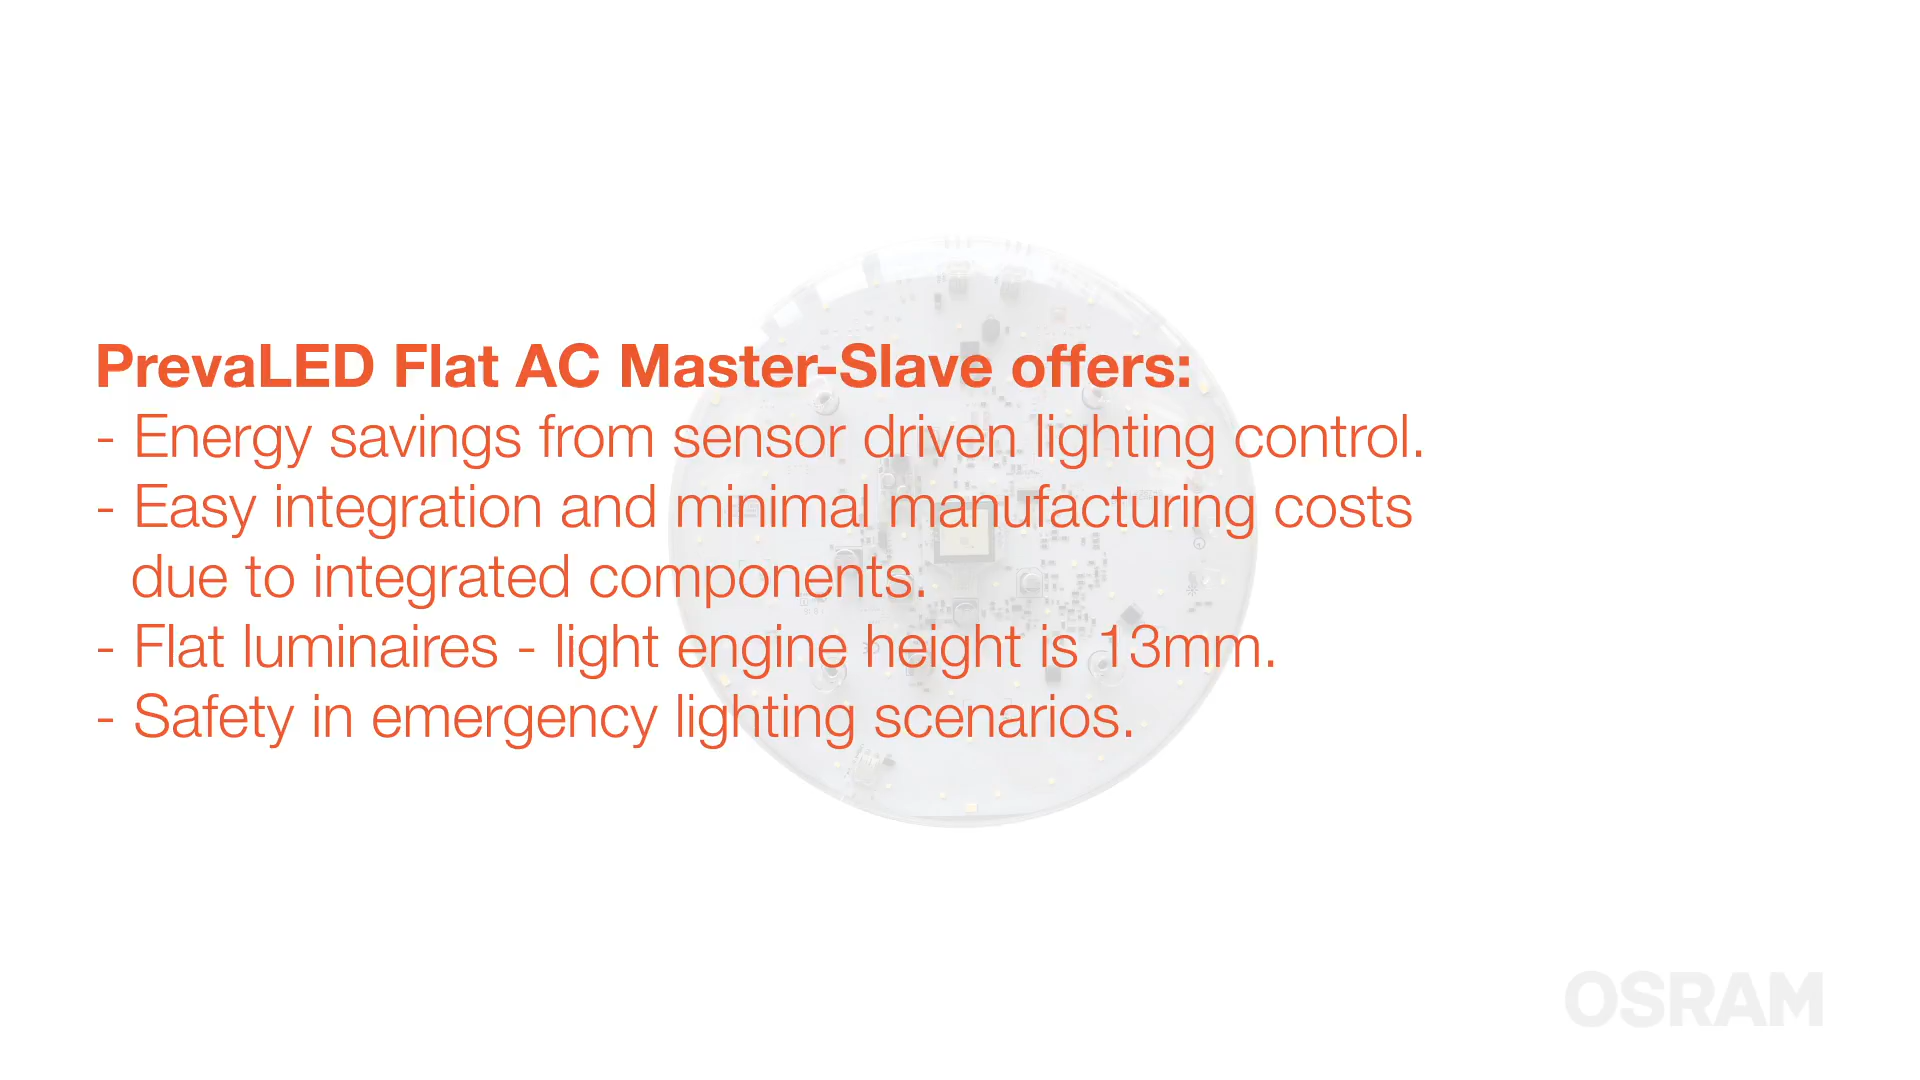 PrevaLED Flat AC Master-Slave offers:
- Energy savings from sensor driven lighting control.
- Easy integration and minimal manufacturing costs
due to integrated components.
- Flat luminaires - light engine height is 13mm.
- Safety in emergency lighting scenarios.
OSRAM